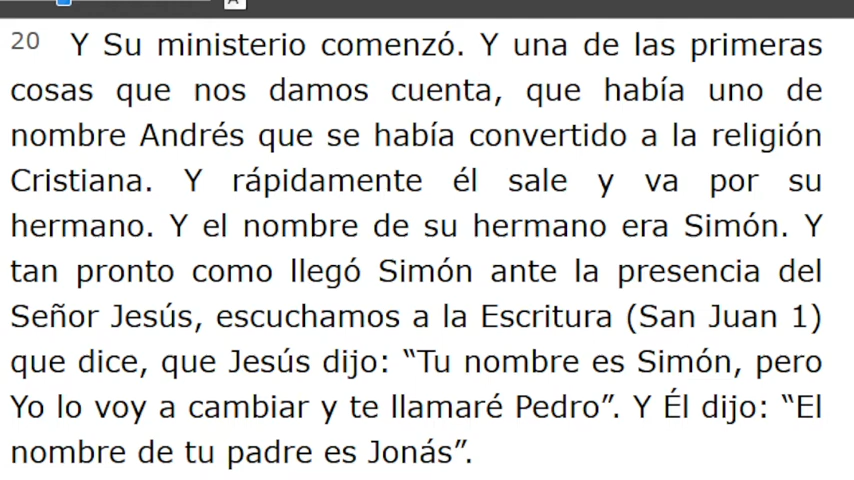 20 Y Su ministerio comenzó. Y una de las primeras
cosas que nos damos cuenta, que había uno de
nombre Andrés que se había convertido a la religión
Cristiana. Y rápidamente él sale y va por su
hermano. Y el nombre de su hermano era Simón. Y
tan pronto como llegó Simón ante la presencia del
Señor Jesús, escuchamos a la Escritura (San Juan 1)
que dice, que Jesús dijo: “Tu nombre es Simón, pero
Yo lo voy a cambiar y te llamaré Pedro”. Y Él dijo: “El
nombre de tu padre es Jonás”.